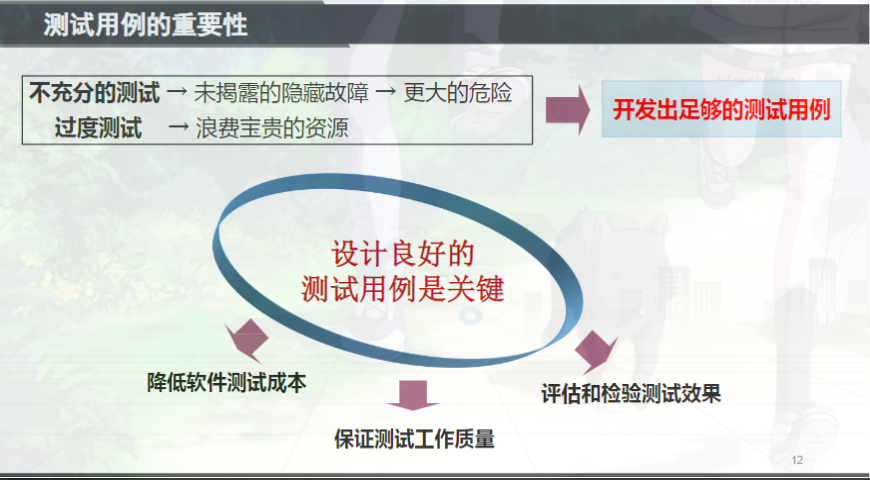 测试用例的重要性
不充分的测试 → 未揭露的隐藏故障 → 更大的危险
过度测试 → 浪费宝贵的资源
开发出足够的测试用例
设计良好的
测试用例是关键
降低软件测试成本
评估和检验测试效果
保证测试工作质量
12